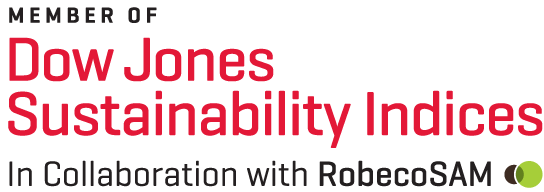 MEMBER OF
Dow Jones
Sustainability Indices
In Collaboration with RobecoSAM